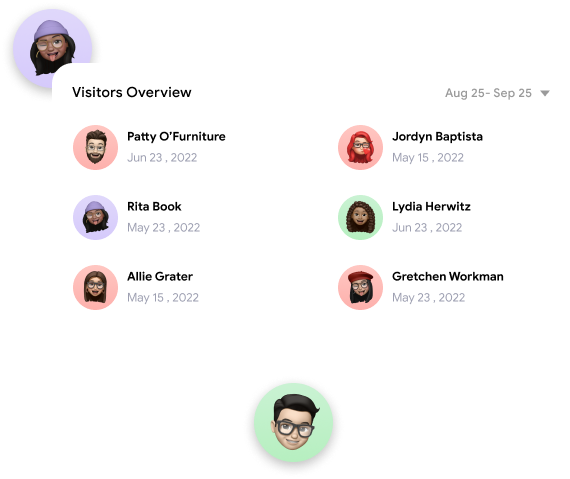 Visitors Overview
Aug 25- Sep 25
Patty O’Furniture
Jun 23 , 2022
Jordyn Baptista
May 15 , 2022
Rita Book
May 23 , 2022
Lydia Herwitz
Jun 23 , 2022
Allie Grater
May 15 , 2022
Gretchen Workman
May 23 , 2022